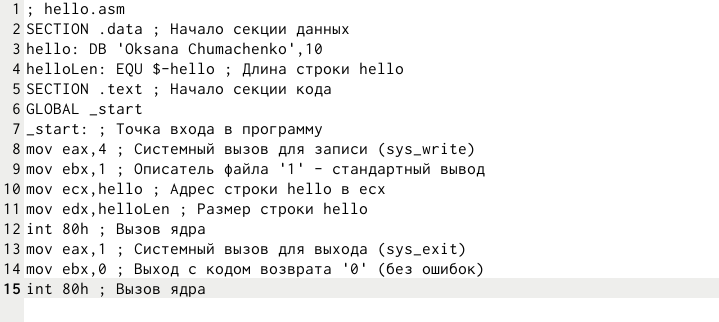 1 ; hello.asm
2 SECTION .data ; Начало секции данных
3 hello: DB 'Oksana Chumachenko',10
4 helloLen: EQU $-hello ; Длина строки hello
5 SECTION .text ; Начало секции кода
6 GLOBAL _start
7 _start: ; Точка входа в программу
8 mov eax,4 ; Системный вызов для записи (sys_write)
9 mov ebx,1 ; Описатель файла '1' - стандартный вывод
10 mov ecx,hello ; Адрес строки hello в ecx
11 mov edx,helloLen ; Размер строки hello
12 int 80h ; Вызов ядра
13 mov eax,1 ; Системный вызов для выхода (sys_exit)
14 mov ebx,0 ; Выход с кодом возврата '0' (без ошибок)
15 int 80h ; Вызов ядра